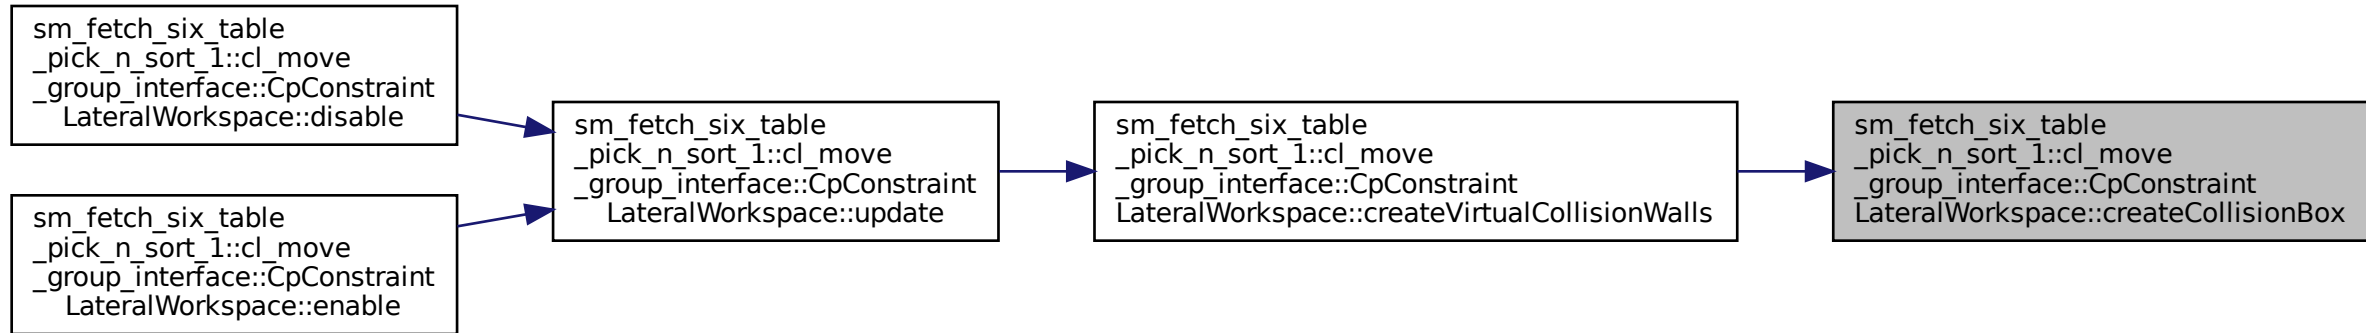 sm_fetch_six_table
_pick_n_sort_1::cl_move
_group_interface::CpConstraint
LateralWorkspace::disable
sm_fetch_six_table
_pick_n_sort_1::cl_move
_group_interface::CpConstraint
LateralWorkspace::enable
sm_fetch_six_table
_pick_n_sort_1::cl_move
_group_interface::CpConstraint
LateralWorkspace::update
sm_fetch_six_table
_pick_n_sort_1::cl_move
_group_interface::CpConstraint
LateralWorkspace::createVirtualCollisionWalls
sm_fetch_six_table
_pick_n_sort_1::cl_move
_group_interface::CpConstraint
LateralWorkspace::createCollisionBox